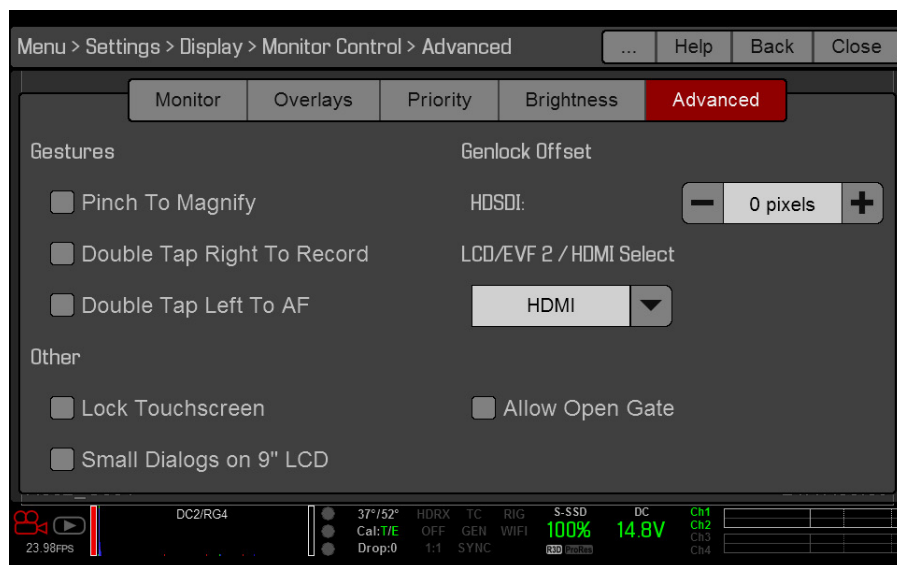 Menu > Settings > Display > Monitor Control > Advanced
... Help Back Close
Monitor Overlays Priority Brightness Advanced
Gestures
Genlock Offset
Pinch To Magnify
HDSDI:
0 pixels
Double Tap Right To Record
LCD/EVF 2 / HDMI Select
Double Tap Left To AF
HDMI
Other
Lock Touchscreen
Allow Open Gate
Small Dialogs on 9" LCD
DC2/RG4
37°/52° HDRX TC RIG S-SSD DC Ch1
Cal:T/E OFF GEN WIFI 100% 14.8V Ch2
Ch3
23.98FPS
Drop:0 1:1 SYNC R3D ProRes Ch4